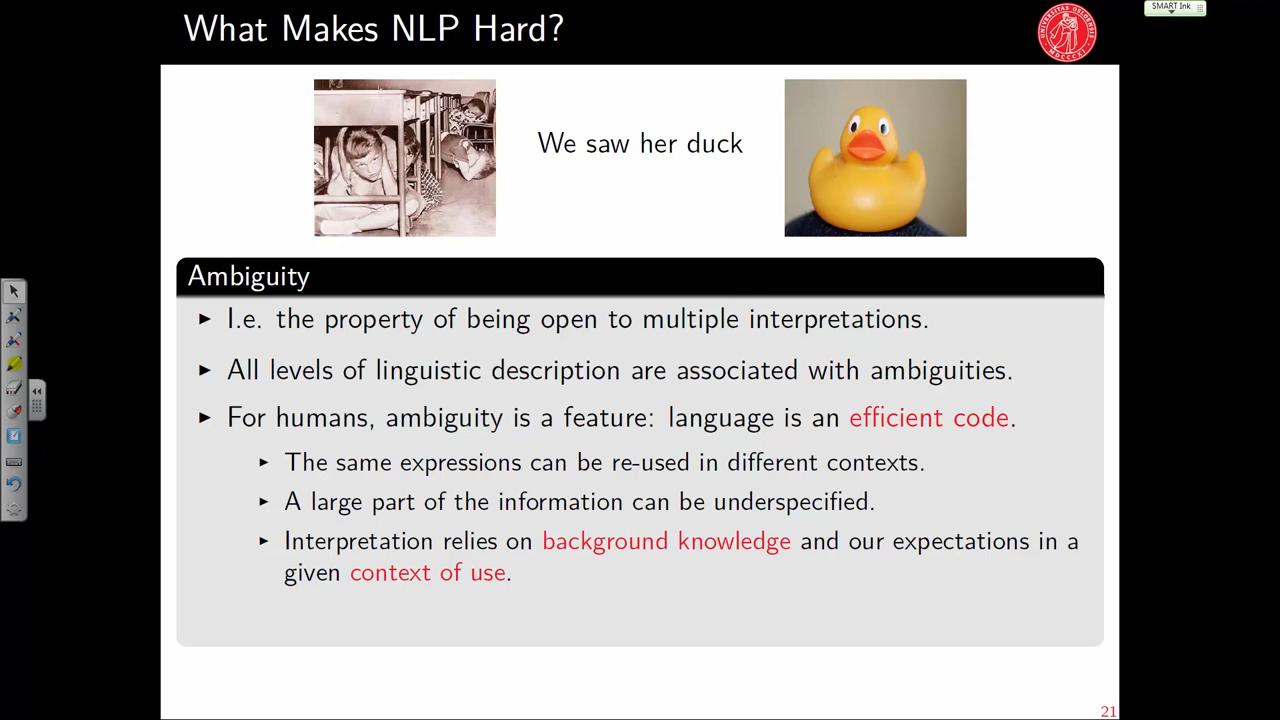 What Makes NLP Hard?
SMART Ink
UNIVERSITAS OSLOENSIS
MDCCCXI
We saw her duck
Ambiguity
I.e. the property of being open to multiple interpretations.
All levels of linguistic description are associated with ambiguities.
For humans, ambiguity is a feature: language is an efficient code.
The same expressions can be re-used in different contexts.
A large part of the information can be underspecified.
Interpretation relies on background knowledge and our expectations in a
given context of use.
21